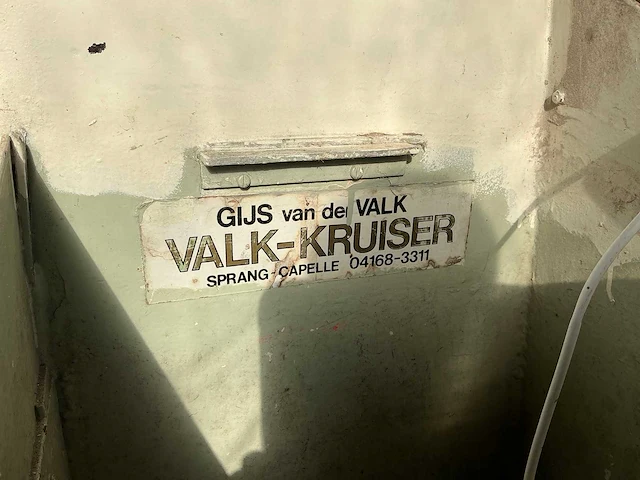 GIJS van der VALK
VALK-KRUISER
SPRANG-CAPELLE 04168-3311